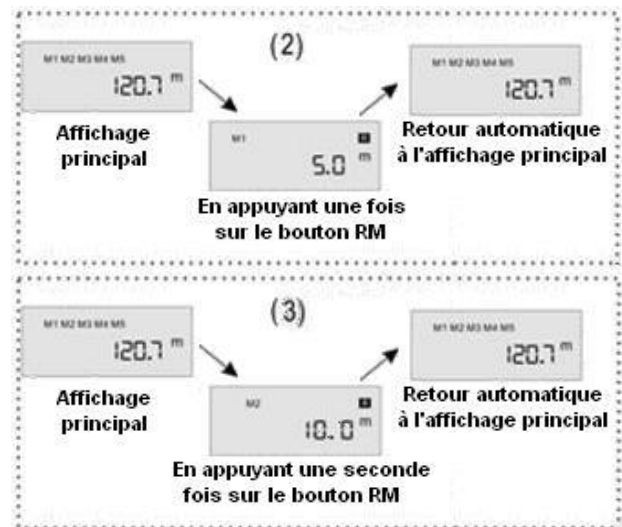 (2)
M1 M2 M3 M4 M5
120.7 m
Affichage
principal
M1
5.0 m
En appuyant une fois
sur le bouton RM
M1 M2 M3 M4 M5
120.7 m
Retour automatique
à l'affichage principal
(3)
M1 M2 M3 M4 M5
120.7 m
Affichage
principal
M2
10.0 m
En appuyant une seconde
fois sur le bouton RM
M1 M2 M3 M4 M5
120.7 m
Retour automatique
à l'affichage principal